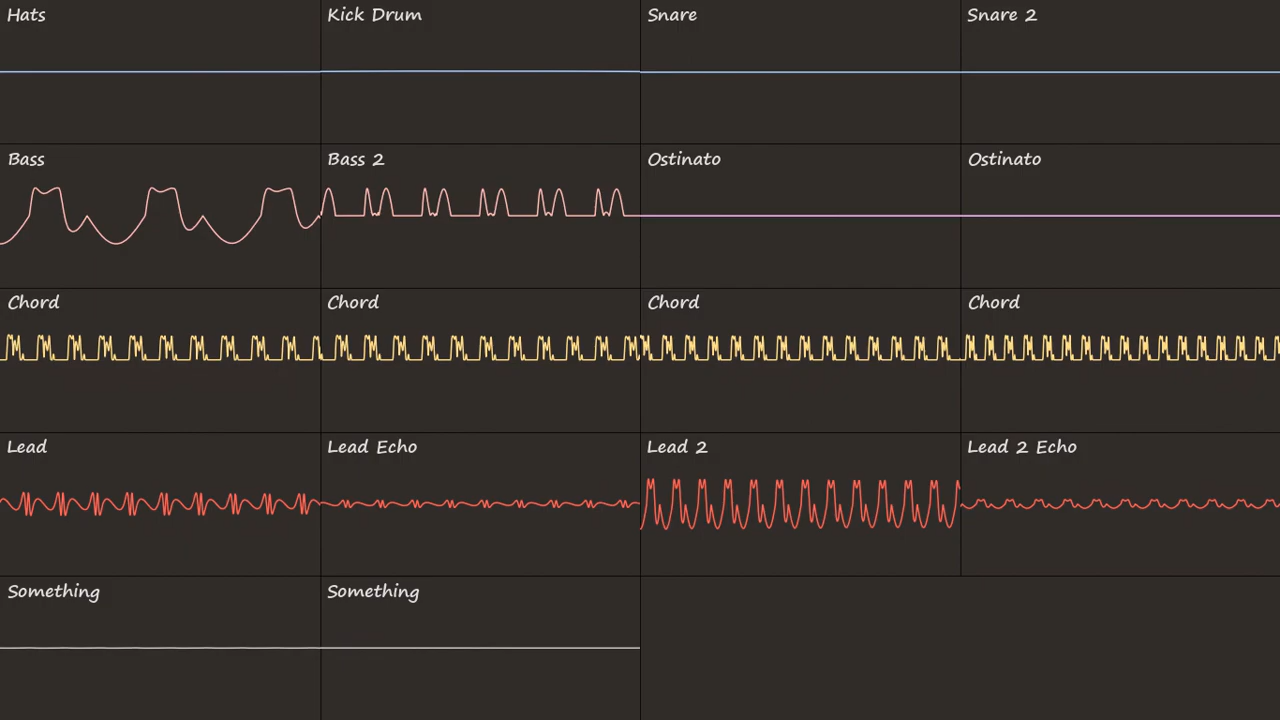 Hats
Kick Drum
Snare
Snare 2
Bass
Bass 2
Ostinato
Ostinato
Chord
Chord
Chord
Chord
Lead
Lead Echo
Lead 2
Lead 2 Echo
Something
Something